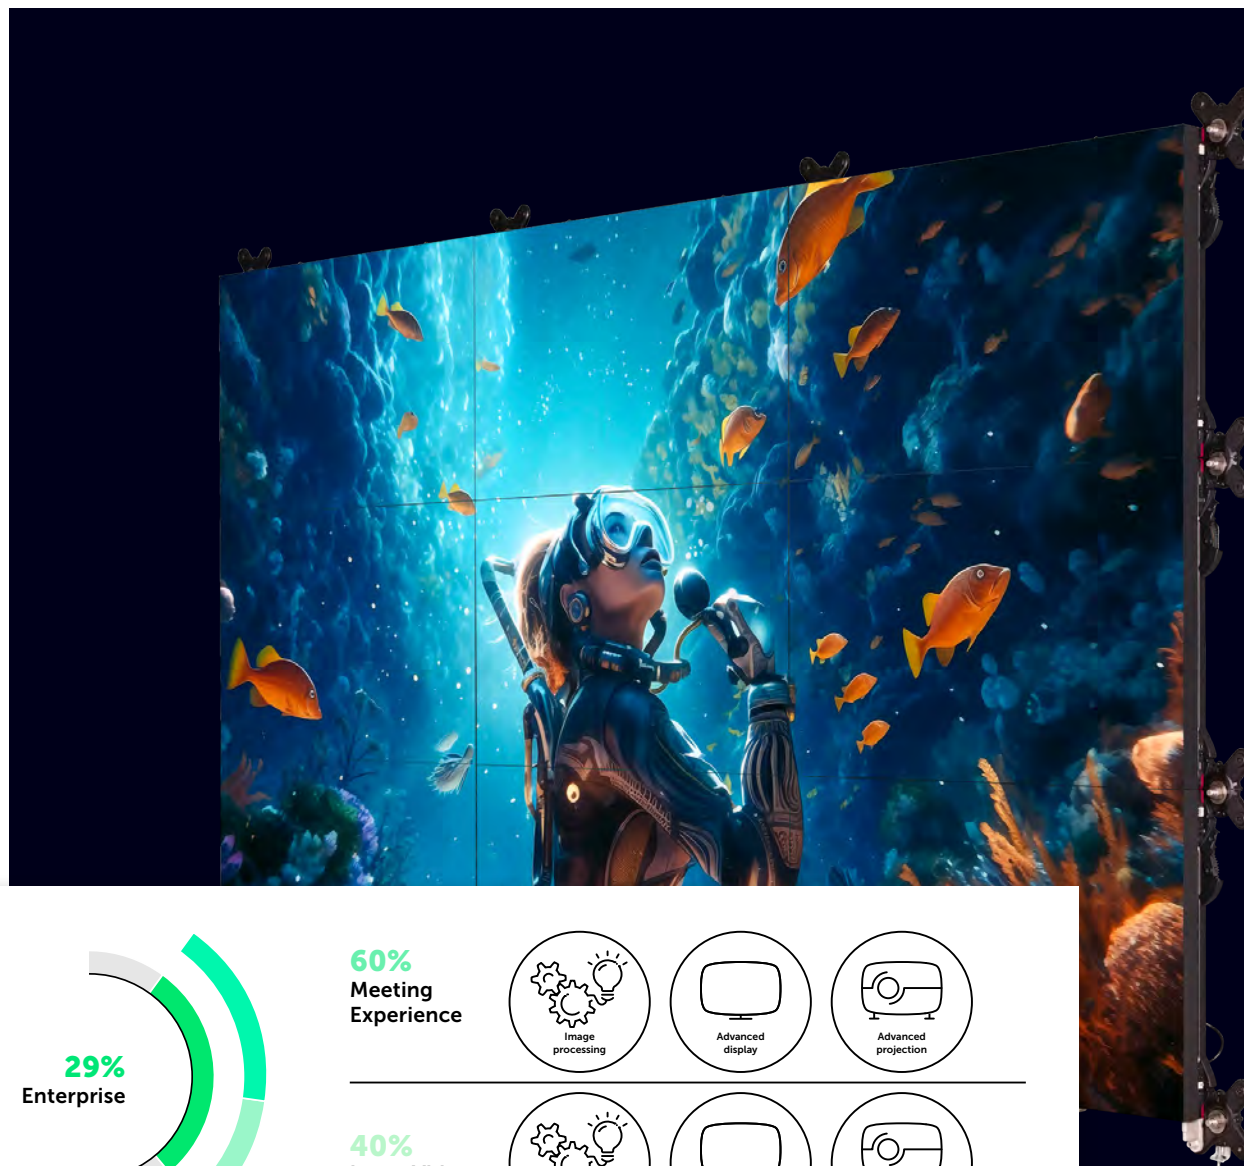 29%
Enterprise
60%
Meeting
Experience
Image
processing
Advanced
display
Advanced
projection
40%